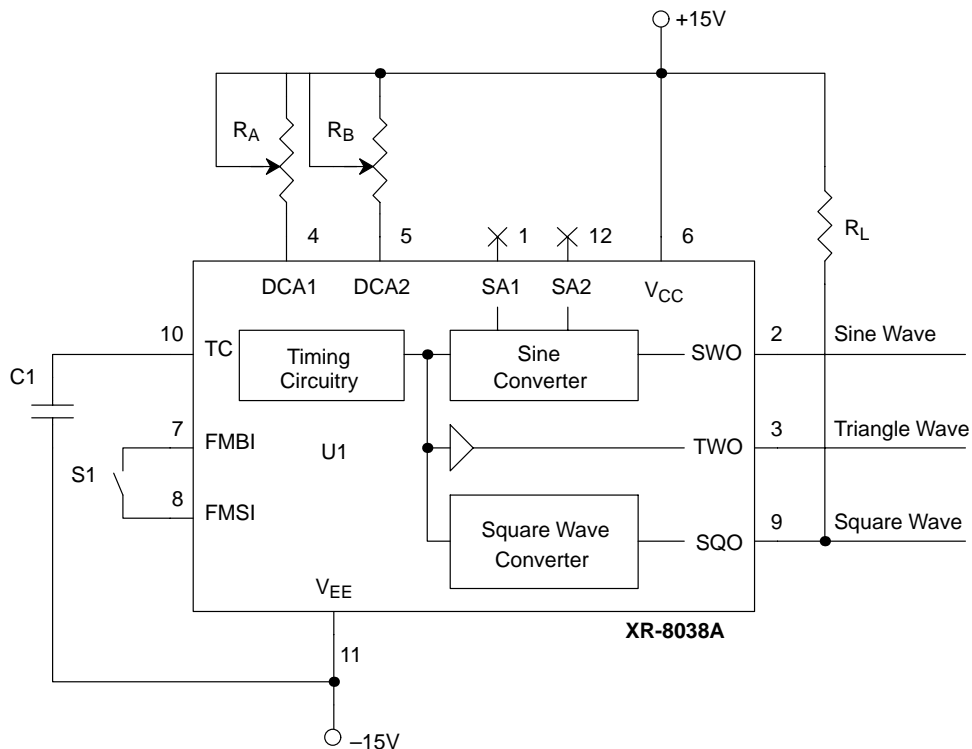 +15V
RA
RB
RL
4
5
1
12
6
DCA1
DCA2
SA1
SA2
VCC
10
TC
Timing
Circuitry
Sine
Converter
SWO
2
Sine Wave
C1
7
FMBI
U1
TWO
3
Triangle Wave
S1
8
FMSI
Square Wave
Converter
SQO
9
Square Wave
VEE
XR-8038A
11
–15V